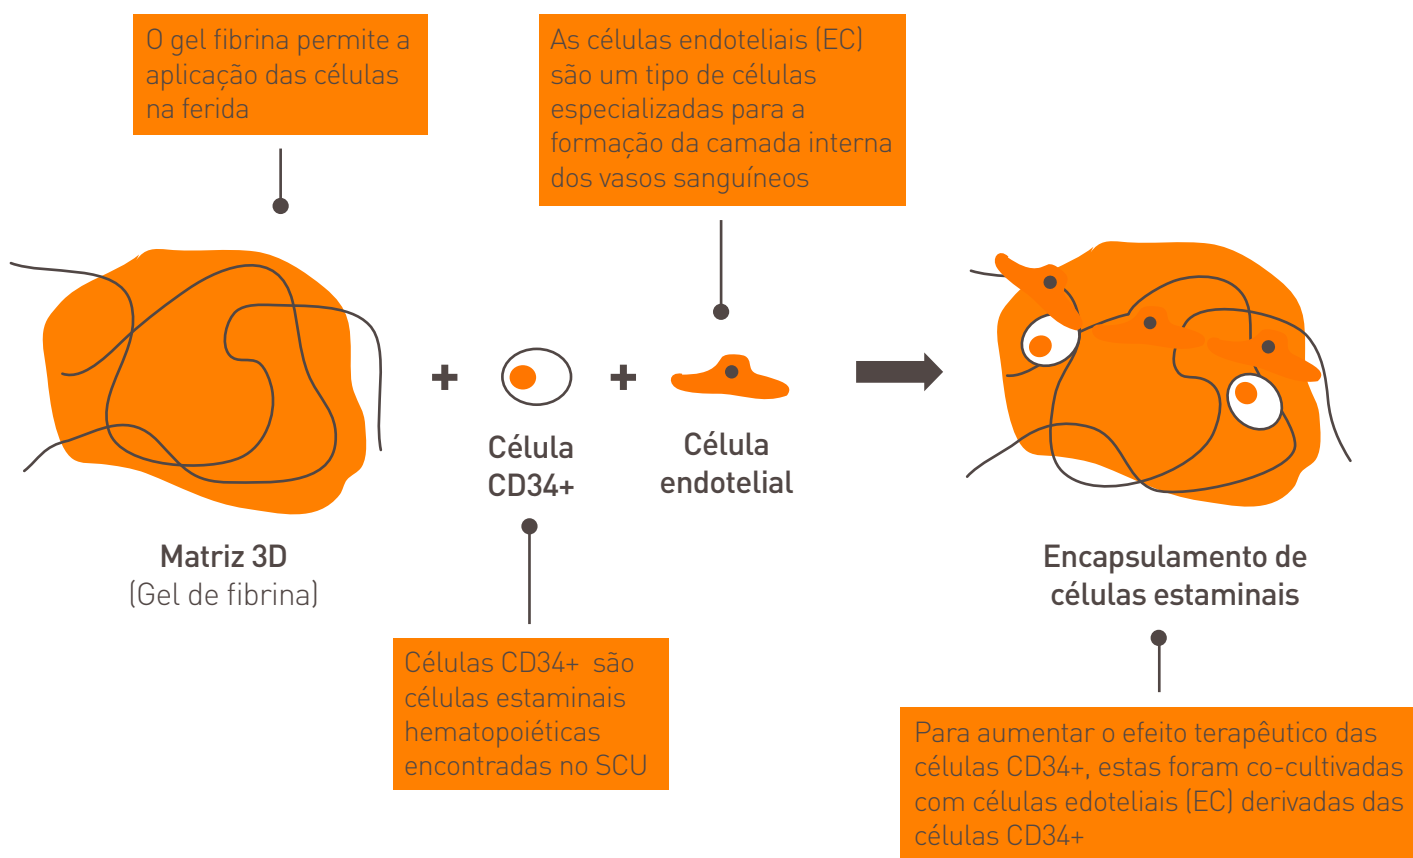 O gel fibrina permite a
aplicação das células
na ferida
As células endoteliais (EC)
são um tipo de células
especializadas para a
formação da camada interna
dos vasos sanguíneos
+
+
Célula
CD34+
Célula
endotelial
Matriz 3D
(Gel de fibrina)
Encapsulamento de
células estaminais
Células CD34+ são
células estaminais
hematopoiéticas
encontradas no SCU
Para aumentar o efeito terapêutico das
células CD34+, estas foram co-cultivadas
com células edoteliais (EC) derivadas das
células CD34+